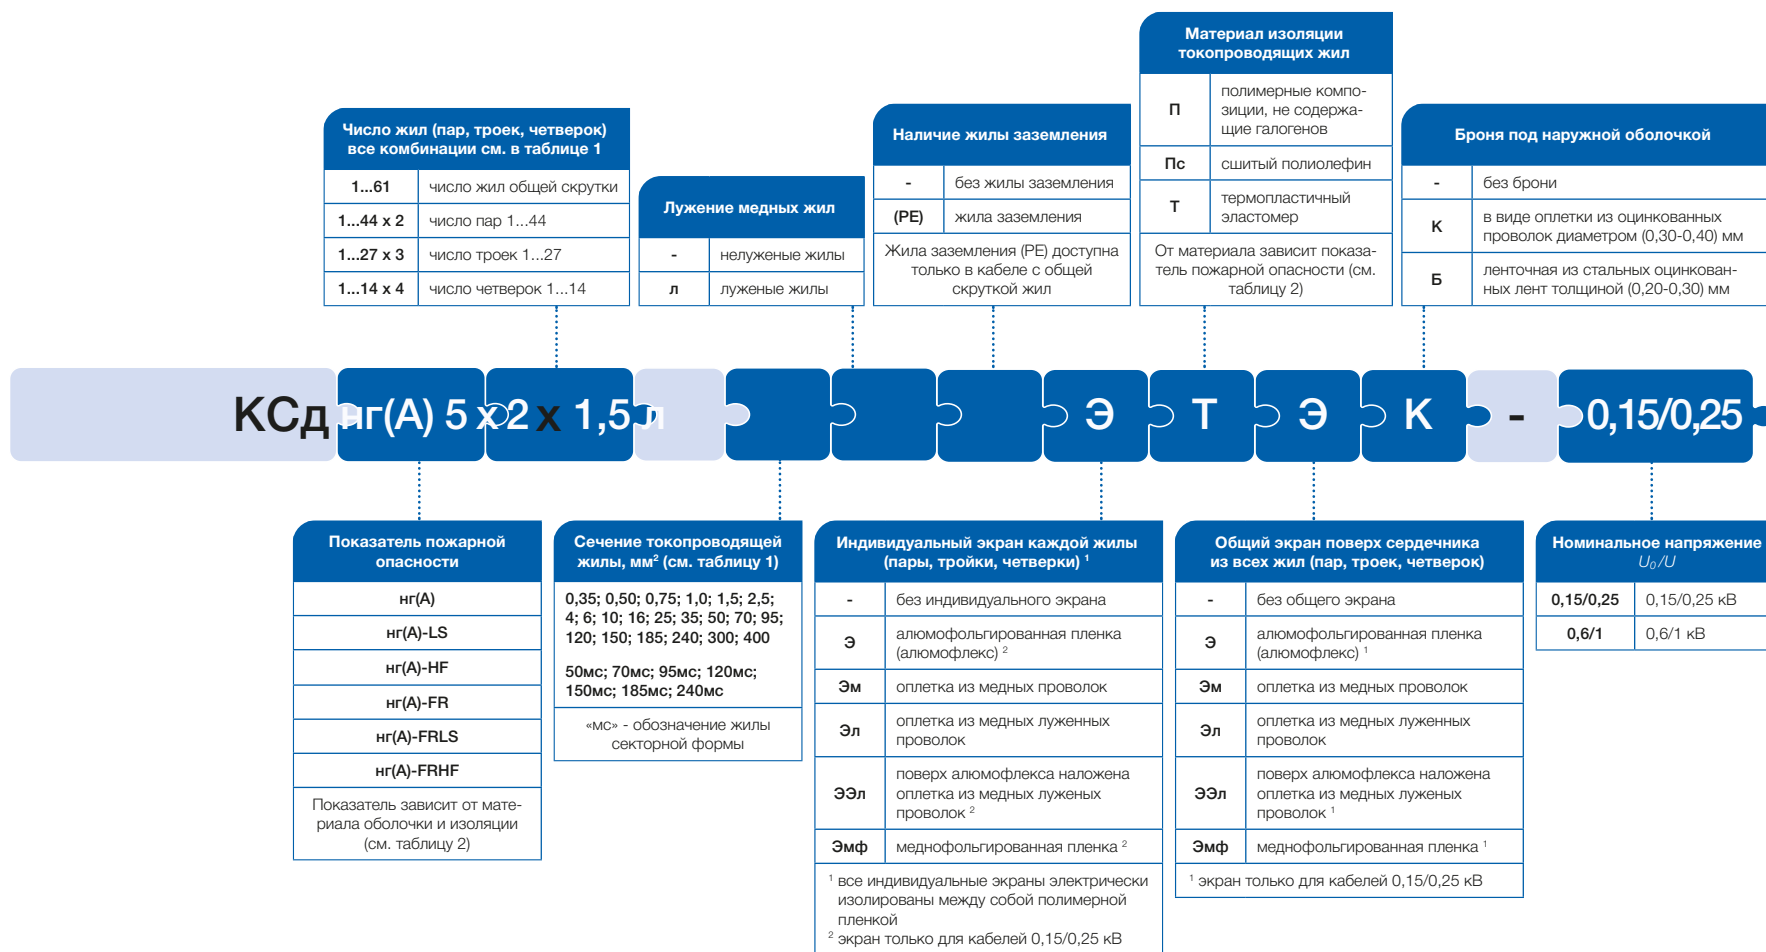 Число жил (пар, троек, четверок)
все комбинации см. в таблице 1
1...61 число жил общей скрутки
1...44 x 2 число пар 1...44
1...27 x 3 число троек 1...27
1...14 x 4 число четверок 1...14
Лужение медных жил
- нелуженые жилы
л луженые жилы
Наличие жилы заземления
- без жилы заземления
(PE) жила заземления
Жила заземления (PE) доступна
только в кабеле с общей
скруткой жил
Материал изоляции
токопроводящих жил
П полимерные компо-
зиции, не содержа-
щие галогенов
Пс сшитый полиолефин
Т термопластичный
эластомер
От материала зависит показа-
тель пожарной опасности (см.
таблицу 2)
Броня под наружной оболочкой
- без брони
К в виде оплетки из оцинкованных
проволок диаметром (0,30-0,40) мм
Б ленточная из стальных оцинкован-
ных лент толщиной (0,20-0,30) мм
КСд нг(А) 5 х 2 х 1,5 л Э Т Э К - 0,15/0,25
Показатель пожарной
опасности
нг(А)
нг(А)-LS
нг(А)-HF
нг(А)-FR
нг(А)-FRLS
нг(А)-FRHF
Показатель зависит от мате-
риала оболочки и изоляции
(см. таблицу 2)
Сечение токопроводящей
жилы, мм² (см. таблицу 1)
0,35; 0,50; 0,75; 1,0; 1,5; 2,5;
4; 6; 10; 16; 25; 35; 50; 70; 95;
120; 150; 185; 240; 300; 400
50мс; 70мс; 95мс; 120мс;
150мс; 185мс; 240мс
«мс» - обозначение жилы
секторной формы
Индивидуальный экран каждой жилы
(пары, тройки, четверки) ¹
- без индивидуального экрана
Э алюмофольгированная пленка
(алюмофлекс) ²
Эм оплетка из медных проволок
Эл оплетка из медных луженных
проволок
ЭЭл поверх алюмофлекса наложена
оплетка из медных луженых
проволок ²
Эмф меднофольгированная пленка ²
¹ все индивидуальные экраны электрически
изолированы между собой полимерной
пленкой
² экран только для кабелей 0,15/0,25 кВ
Общий экран поверх сердечника
из всех жил (пар, троек, четверок)
- без общего экрана
Э алюмофольгированная пленка
(алюмофлекс) ¹
Эм оплетка из медных проволок
Эл оплетка из медных луженных
проволок
ЭЭл поверх алюмофлекса наложена
оплетка из медных луженых
проволок ¹
Эмф меднофольгированная пленка ¹
¹ экран только для кабелей 0,15/0,25 кВ
Номинальное напряжение
U₀/U
0,15/0,25 0,15/0,25 кВ
0,6/1 0,6/1 кВ